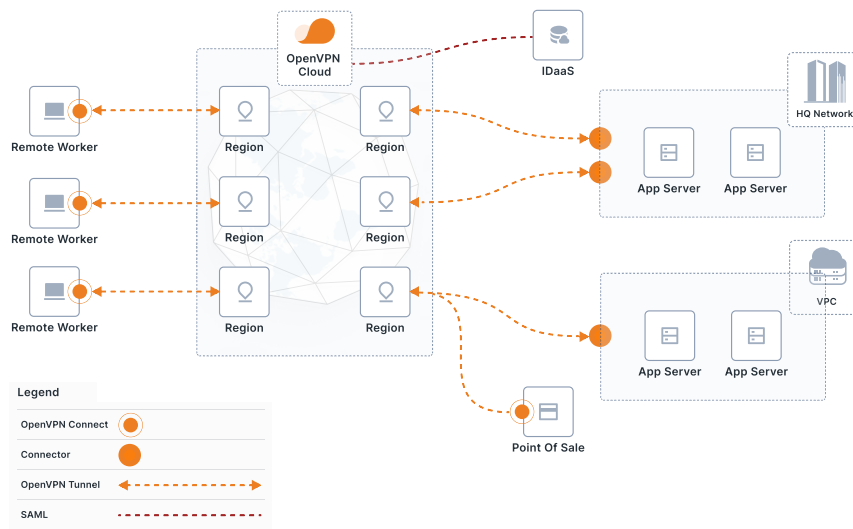 OpenVPN
Cloud
IDaaS
HQ Network
Remote Worker
Region
Region
App Server
App Server
Remote Worker
Region
Region
Remote Worker
Region
Region
VPC
App Server
App Server
Point Of Sale
Legend
OpenVPN Connect
Connector
OpenVPN Tunnel
SAML